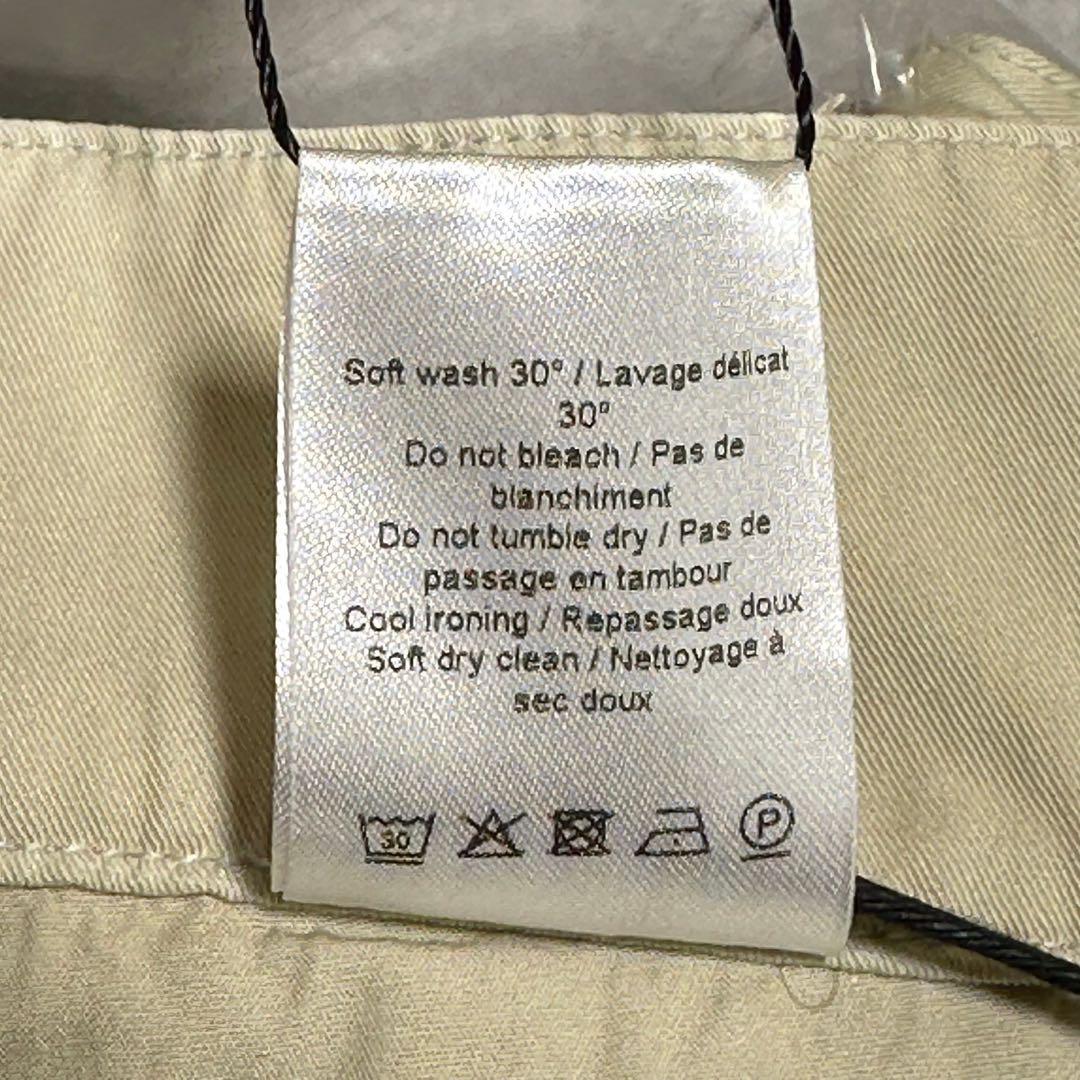 Soft wash 30° / Lavage délicat
30°
Do not bleach / Pas de
blanchiment
Do not tumble dry / Pas de
passage en tambour
Cool ironing / Repassage doux
Soft dry clean / Nettoyage à
sec doux
30 P